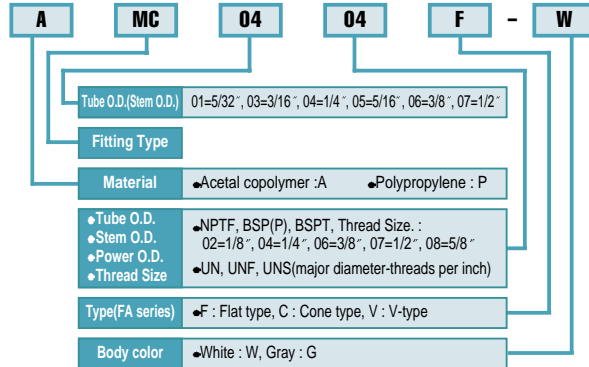 A MC 04 04 F – W
Tube O.D.(Stem O.D.) 01=5/32″, 03=3/16″, 04=1/4″, 05=5/16″, 06=3/8″, 07=1/2″
Fitting Type
Material Acetal copolymer :A Polypropylene : P
Tube O.D.
Stem O.D.
Power O.D.
Thread Size
NPTF, BSP(P), BSPT, Thread Size. :
02=1/8″, 04=1/4″, 06=3/8″, 07=1/2″, 08=5/8″
UN, UNF, UNS(major diameter-threads per inch)
Type(FA series) F : Flat type, C : Cone type, V : V-type
Body color White : W, Gray : G